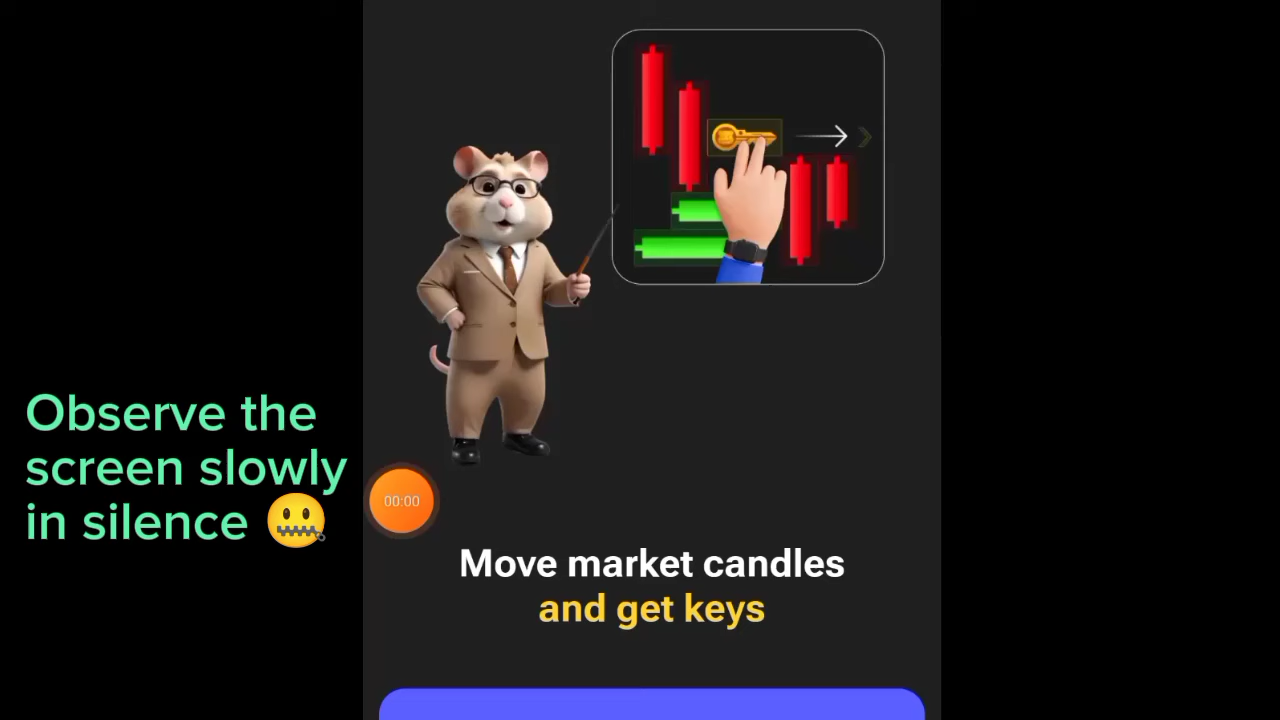 Observe the
screen slowly
in silence 🤐
00:00
Move market candles
and get keys